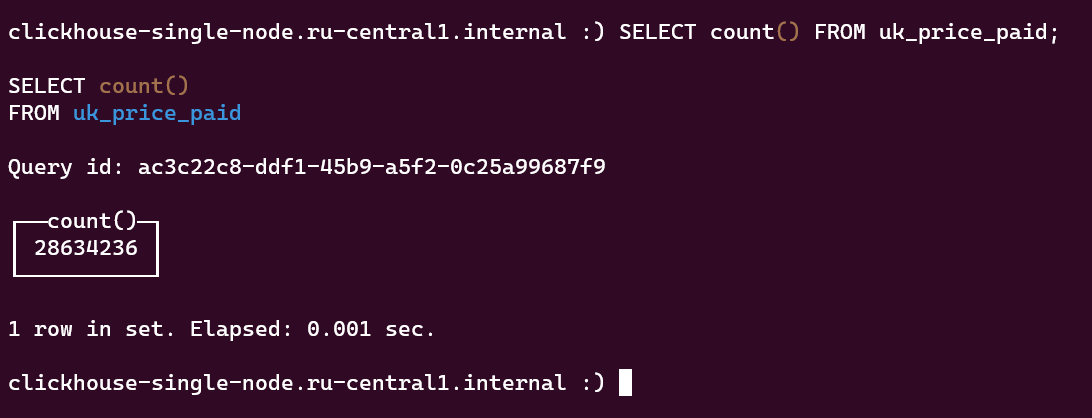 clickhouse-single-node.ru-central1.internal :) SELECT count() FROM uk_price_paid;
SELECT count()
FROM uk_price_paid
Query id: ac3c22c8-ddf1-45b9-a5f2-0c25a99687f9
count()
28634236
1 row in set. Elapsed: 0.001 sec.
clickhouse-single-node.ru-central1.internal :)